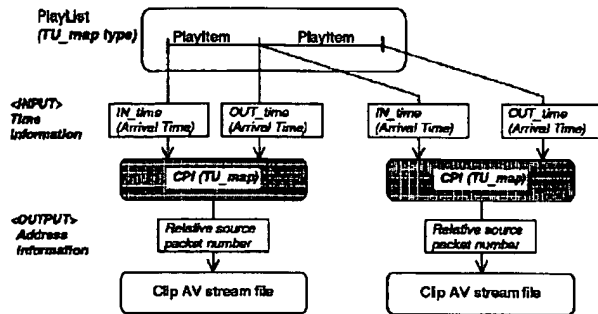 PlayList
(TU_map type)
PlayItem
PlayItem
<INPUT>
Time
Information
IN_time
(Arrival Time)
OUT_time
(Arrival Time)
IN_time
(Arrival Time)
OUT_time
(Arrival Time)
CPI (TU_map)
CPI (TU_map)
<OUTPUT>
Address
Information
Relative source
packet number
Relative source
packet number
Clip AV stream file
Clip AV stream file